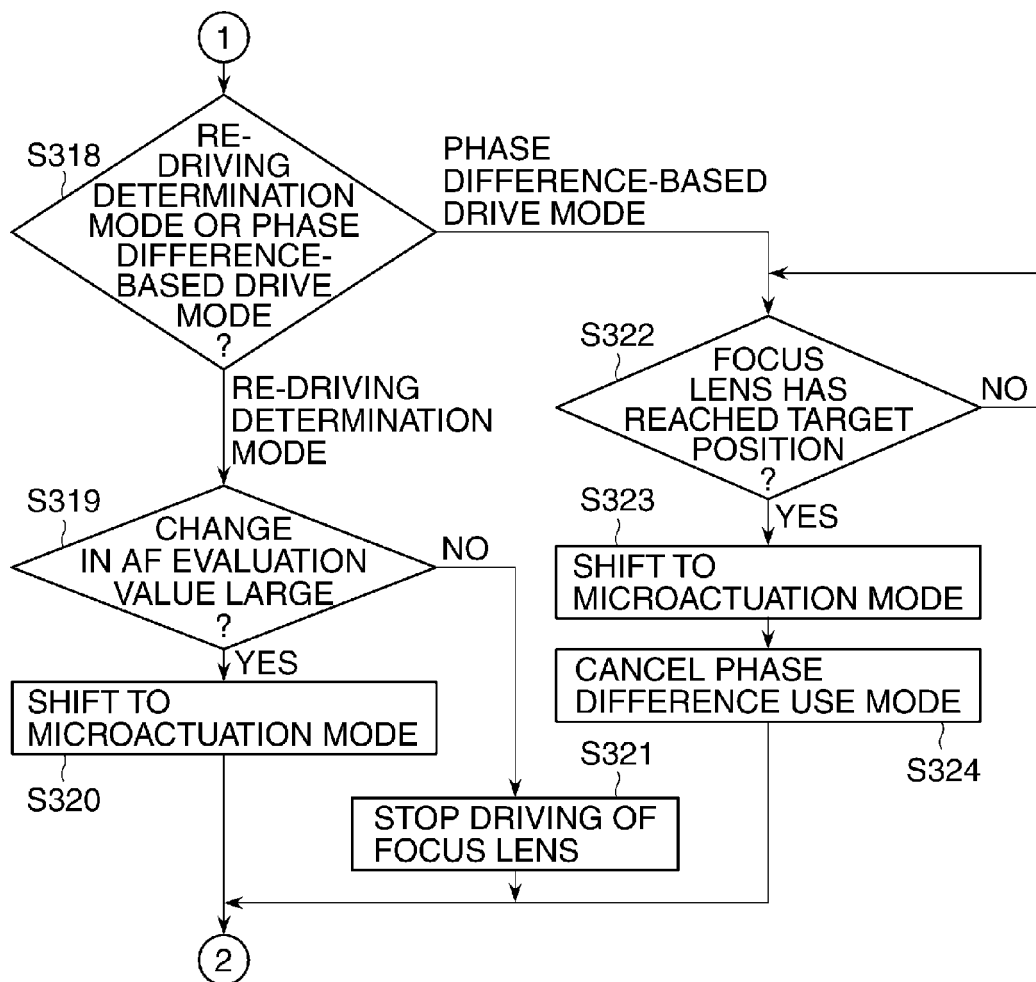 1
S318
RE-
DRIVING
DETERMINATION
MODE OR PHASE
DIFFERENCE-
BASED DRIVE
MODE
?
PHASE
DIFFERENCE-BASED
DRIVE MODE
RE-DRIVING
DETERMINATION
MODE
S322
FOCUS
LENS HAS
REACHED TARGET
POSITION
?
NO
YES
S319
CHANGE
IN AF EVALUATION
VALUE LARGE
?
NO
YES
S323
SHIFT TO
MICROACTUATION MODE
CANCEL PHASE
DIFFERENCE USE MODE
S324
SHIFT TO
MICROACTUATION MODE
S320
S321
STOP DRIVING OF
FOCUS LENS
2